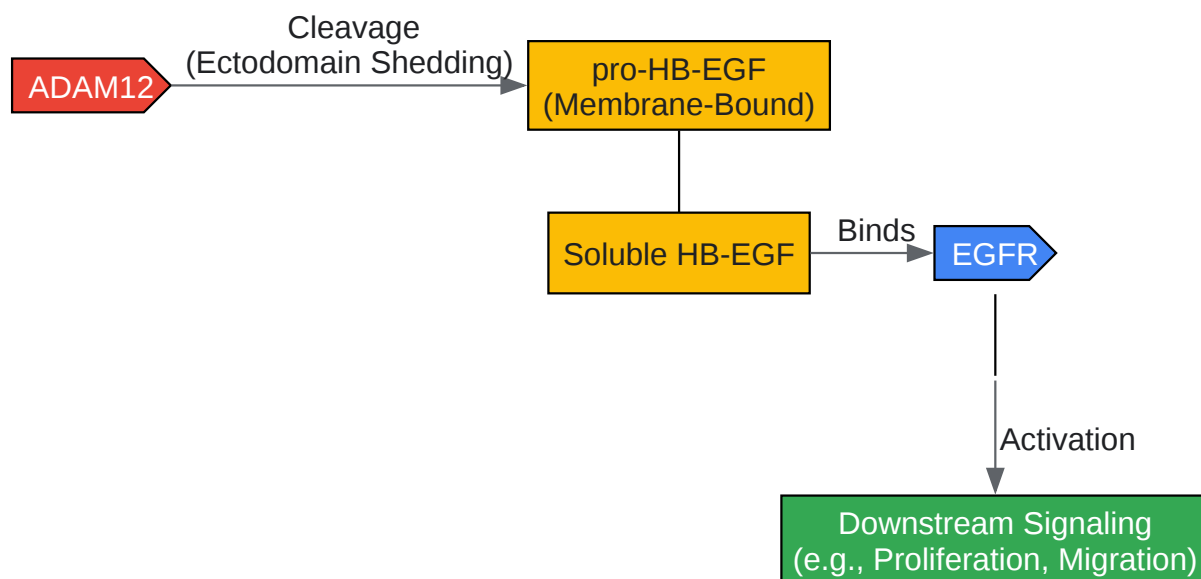 Cleavage
(Ectodomain Shedding)
ADAM12
pro-HB-EGF
(Membrane-Bound)
Soluble HB-EGF
Binds
EGFR
Activation
Downstream Signaling
(e.g., Proliferation, Migration)